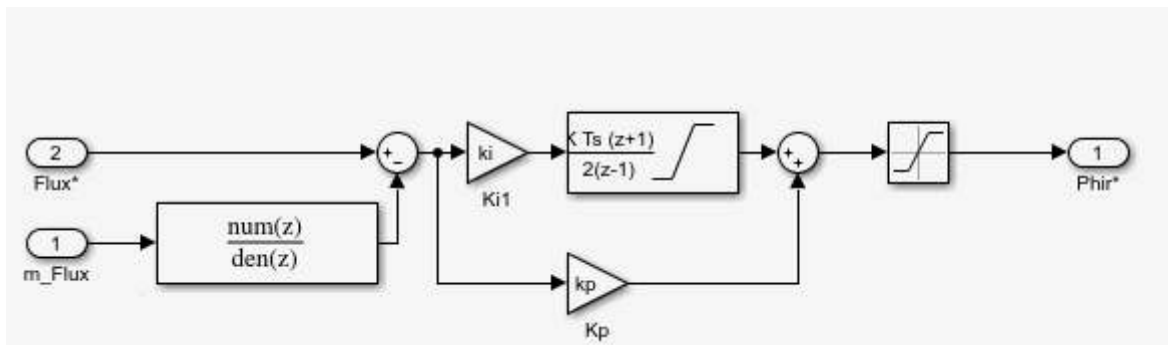 2
Flux*
1
m_Flux
num(z)
den(z)
+
−
ki
Ki1
K Ts (z+1)
2(z-1)
kp
Kp
+
+
1
Phir*